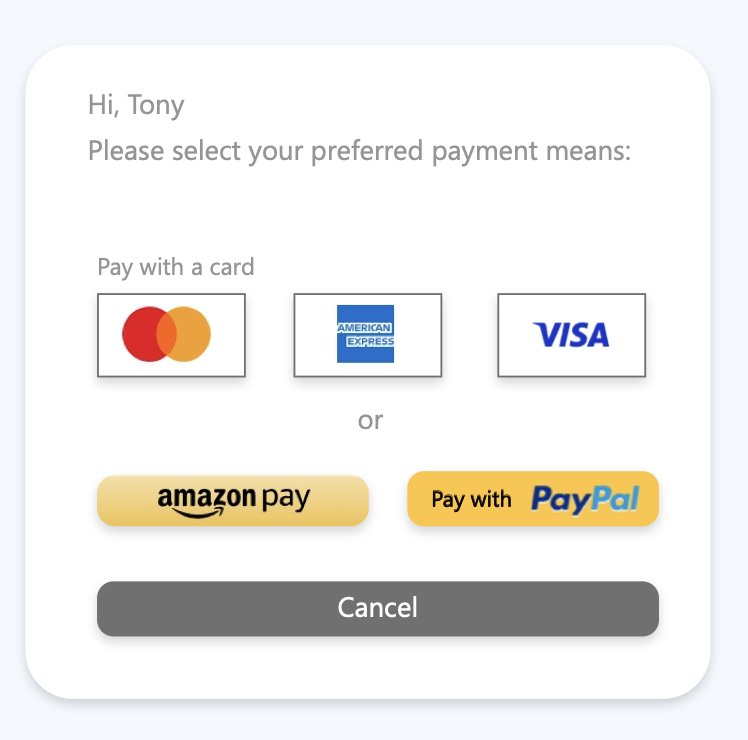 Hi, Tony
Please select your preferred payment means:
Pay with a card
AMERICAN
EXPRESS
VISA
or
amazon pay
Pay with PayPal
Cancel